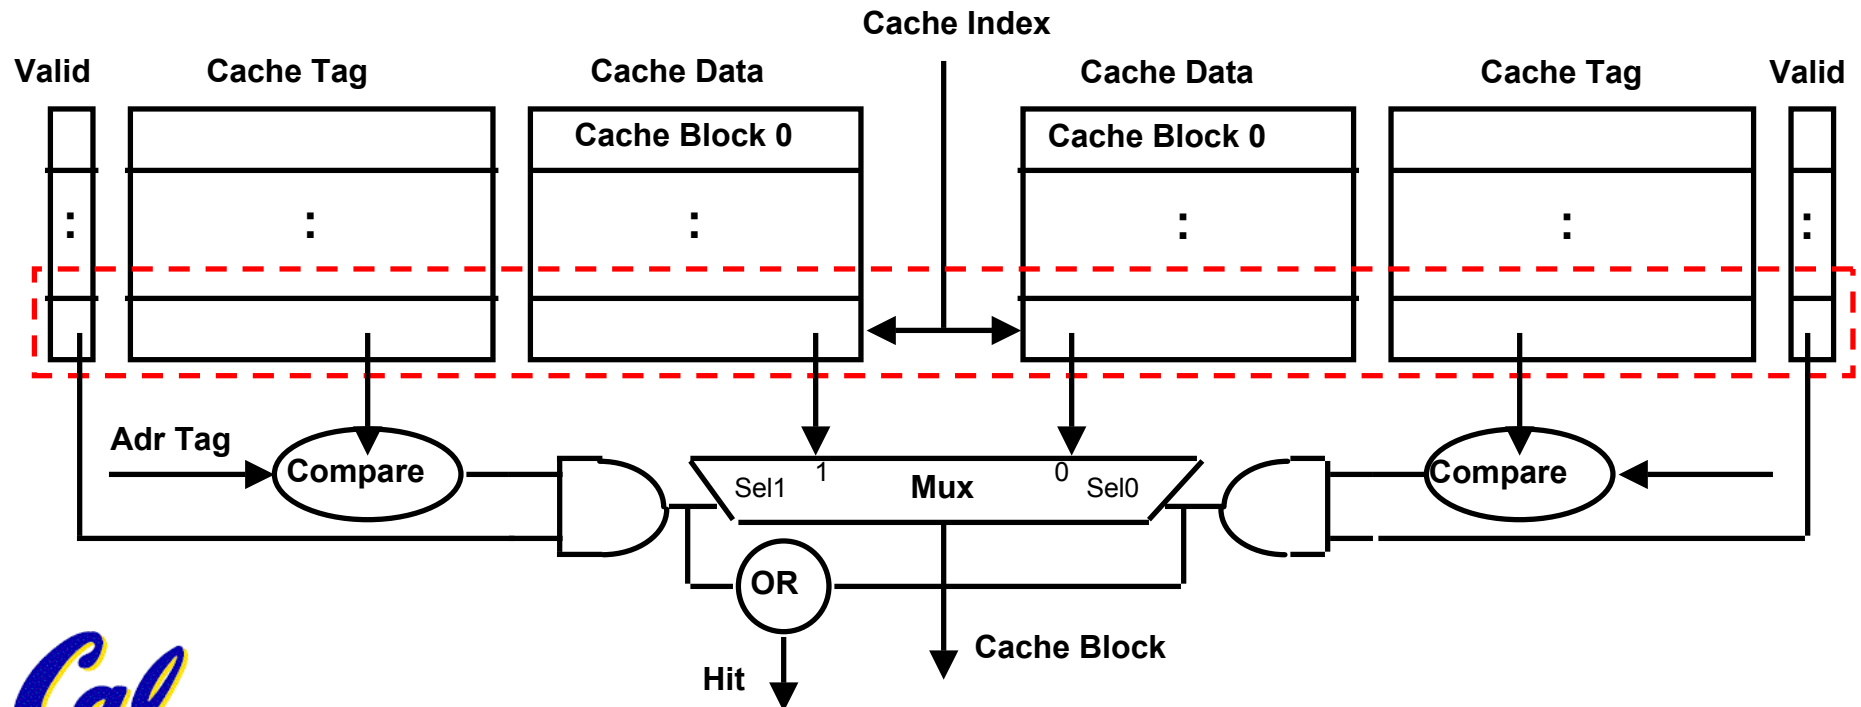 Cache Index
Valid Cache Tag Cache Data Cache Data Cache Tag Valid
Cache Block 0 Cache Block 0
: : : : : :
Adr Tag
Compare Sel1 1 Mux 0 Sel0 Compare
OR
Cache Block
Hit
Cal